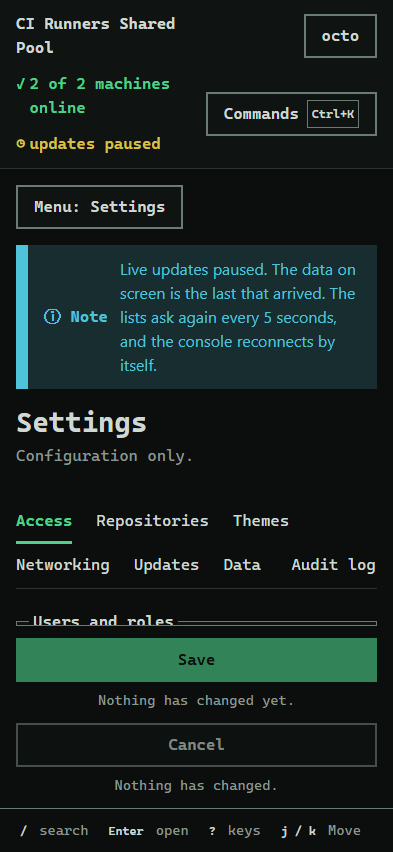 CI Runners Shared
Pool
octo
✓ 2 of 2 machines
online
Commands Ctrl+K
updates paused
Menu: Settings
Note
Live updates paused. The data on
screen is the last that arrived. The
lists ask again every 5 seconds,
and the console reconnects by
itself.
Settings
Configuration only.
Access Repositories Themes
Networking Updates Data Audit log
Users and roles
Save
Nothing has changed yet.
Cancel
Nothing has changed.
/ search Enter open ? keys j / k Move